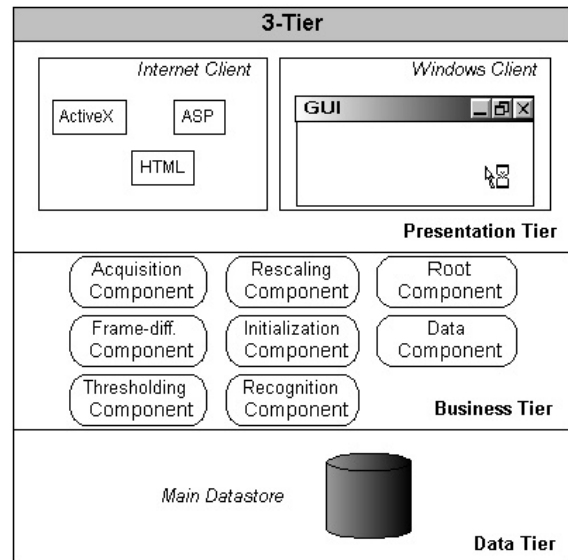 3-Tier
Internet Client
ActiveX
ASP
HTML
Windows Client
GUI
Presentation Tier
Acquisition
Component
Rescaling
Component
Root
Component
Frame-diff.
Component
Initialization
Component
Data
Component
Thresholding
Component
Recognition
Component
Business Tier
Main Datastore
Data Tier